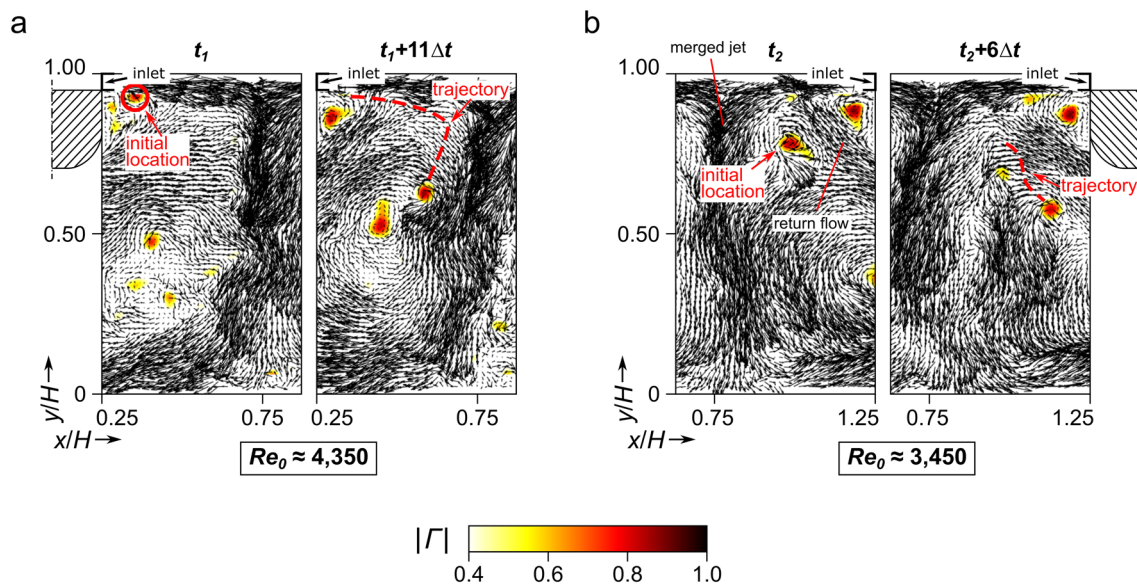 a
b
t₁
t₁+11Δt
t₂
t₂+6Δt
merged jet
1.00
inlet
inlet
inlet
inlet
trajectory
initial
location
initial
location
trajectory
return flow
0.50
0.50
0
0
y/H
y/H
0.25
0.75
0.25
0.75
0.75
1.25
0.75
1.25
x/H
x/H
1.00
Re₀ ≈ 4,350
Re₀ ≈ 3,450
|Γ|
0.4
0.6
0.8
1.0